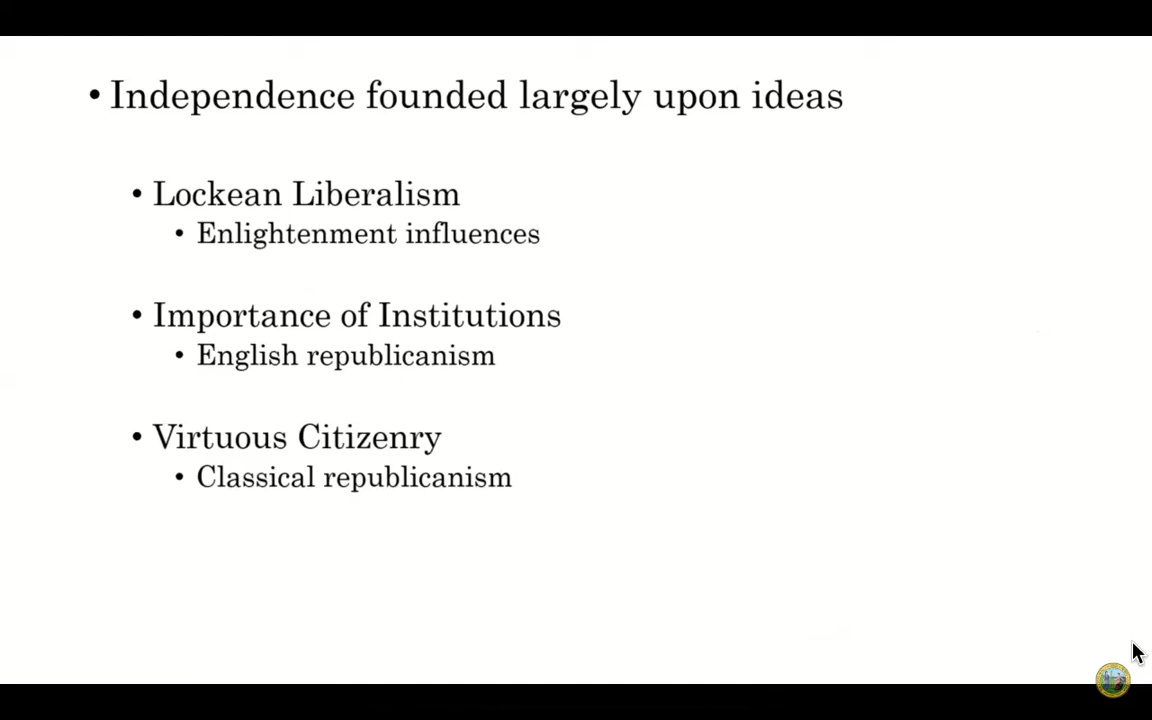 • Independence founded largely upon ideas
• Lockean Liberalism
• Enlightenment influences
• Importance of Institutions
• English republicanism
• Virtuous Citizenry
• Classical republicanism